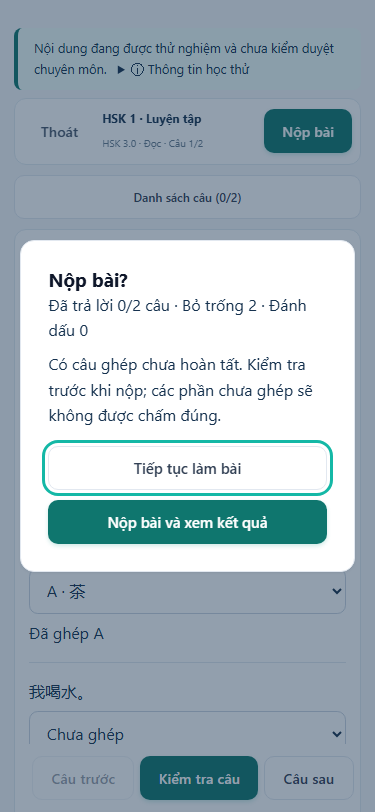 Nội dung đang được thử nghiệm và chưa kiểm duyệt
chuyên môn. ▶ ⓘ Thông tin học thử
Thoát
HSK 1 · Luyện tập
HSK 3.0 · Đọc · Câu 1/2
Nộp bài
Danh sách câu (0/2)
Nộp bài?
Đã trả lời 0/2 câu · Bỏ trống 2 · Đánh
dấu 0
Có câu ghép chưa hoàn tất. Kiểm tra
trước khi nộp; các phần chưa ghép sẽ
không được chấm đúng.
Tiếp tục làm bài
Nộp bài và xem kết quả
A · 茶
Đã ghép A
我喝水。
Chưa ghép
Câu trước
Kiểm tra câu
Câu sau